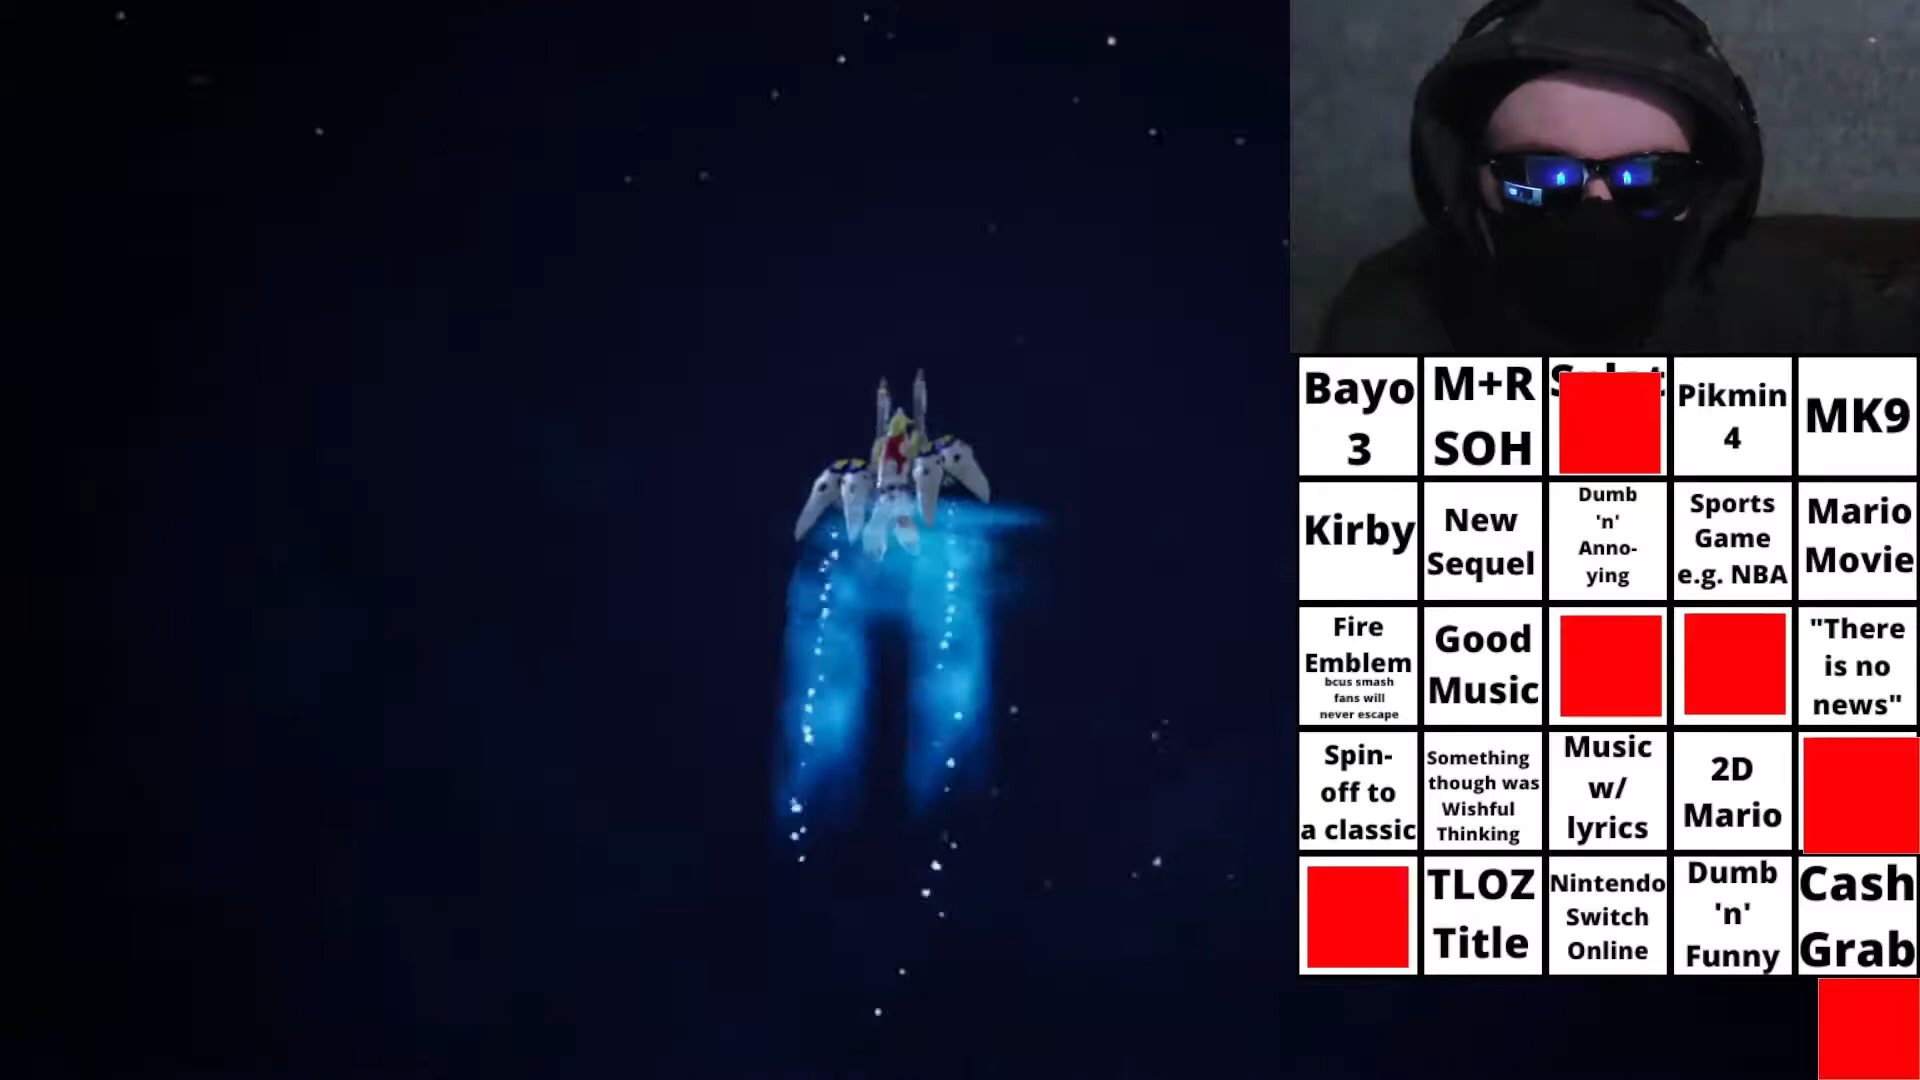 Bayo
3
M+R
SOH
Pikmin
4
MK9
Kirby
New
Sequel
Dumb
'n'
Anno-
ying
Sports
Game
e.g. NBA
Mario
Movie
Fire
Emblem
bcus smash
fans will
never escape
Good
Music
"There
is no
news"
Spin-
off to
a classic
Something
though was
Wishful
Thinking
Music
w/
lyrics
2D
Mario
TLOZ
Title
Nintendo
Switch
Online
Dumb
'n'
Funny
Cash
Grab